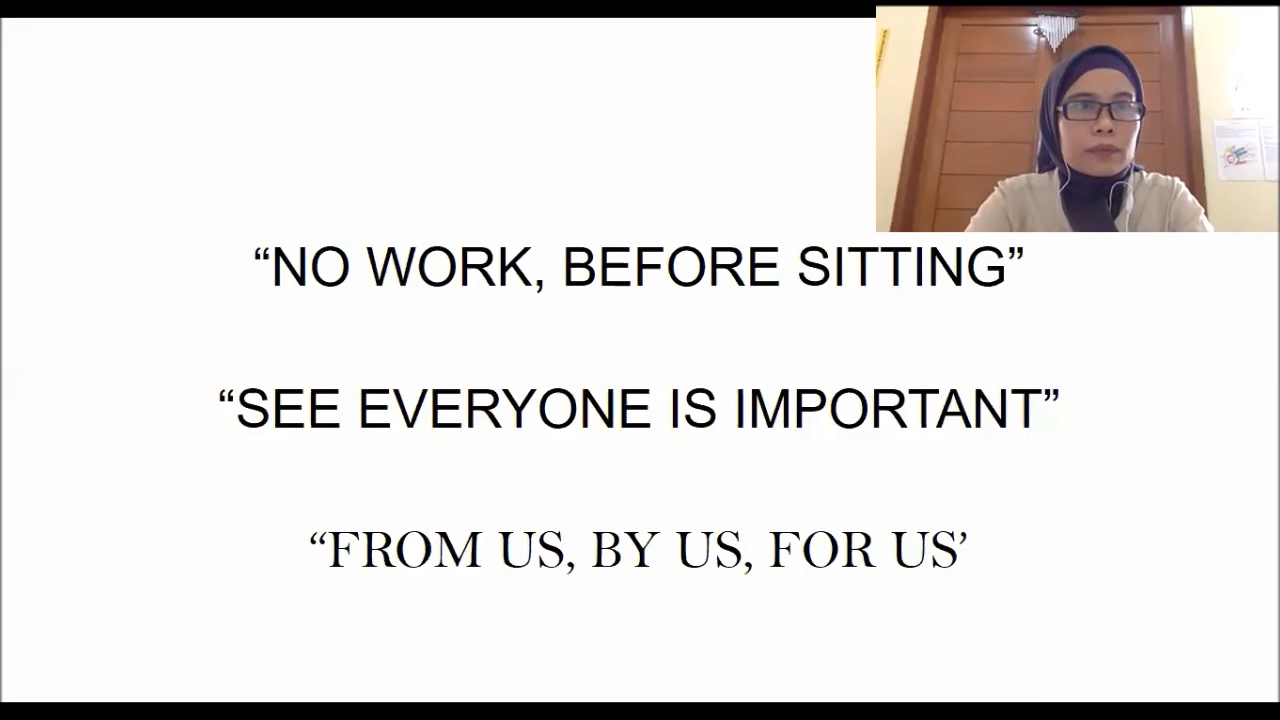 “NO WORK, BEFORE SITTING”
“SEE EVERYONE IS IMPORTANT”
“FROM US, BY US, FOR US’